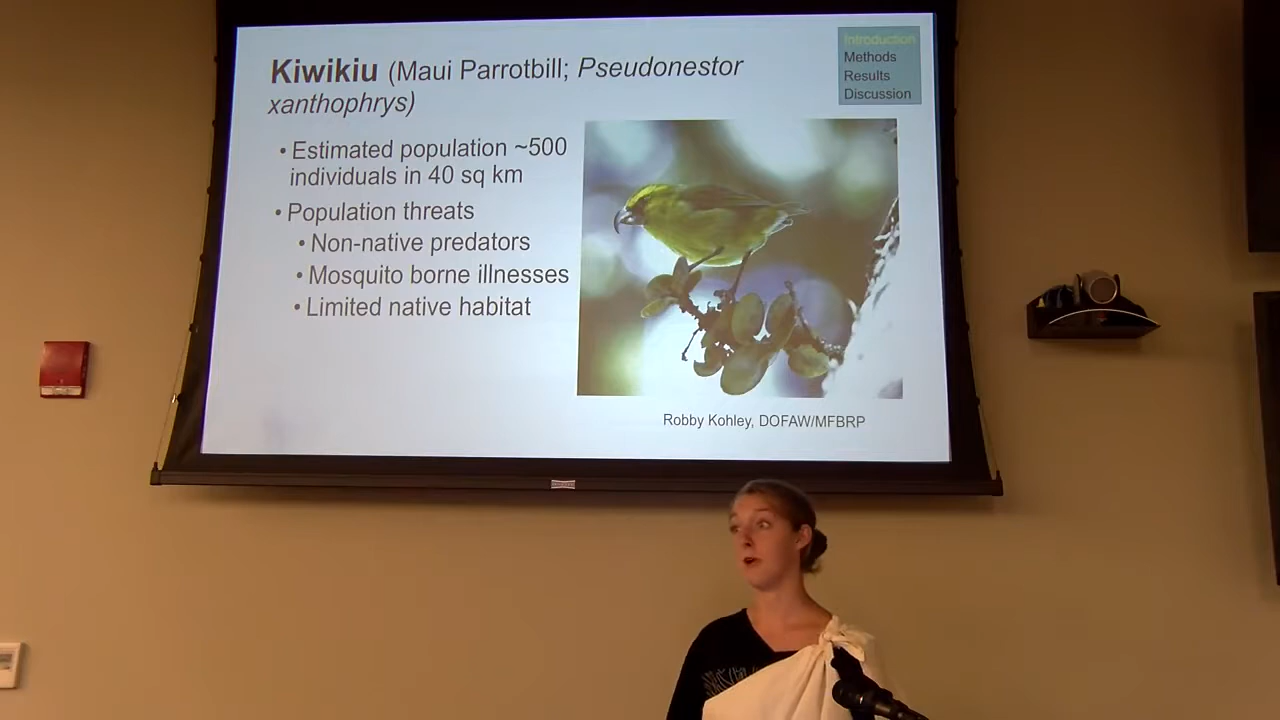 Kiwikiu (Maui Parrotbill; Pseudonestor
xanthophrys)
• Estimated population ~500
individuals in 40 sq km
• Population threats
• Non-native predators
• Mosquito borne illnesses
• Limited native habitat
Introduction
Methods
Results
Discussion
Robby Kohley, DOFAW/MFBRP